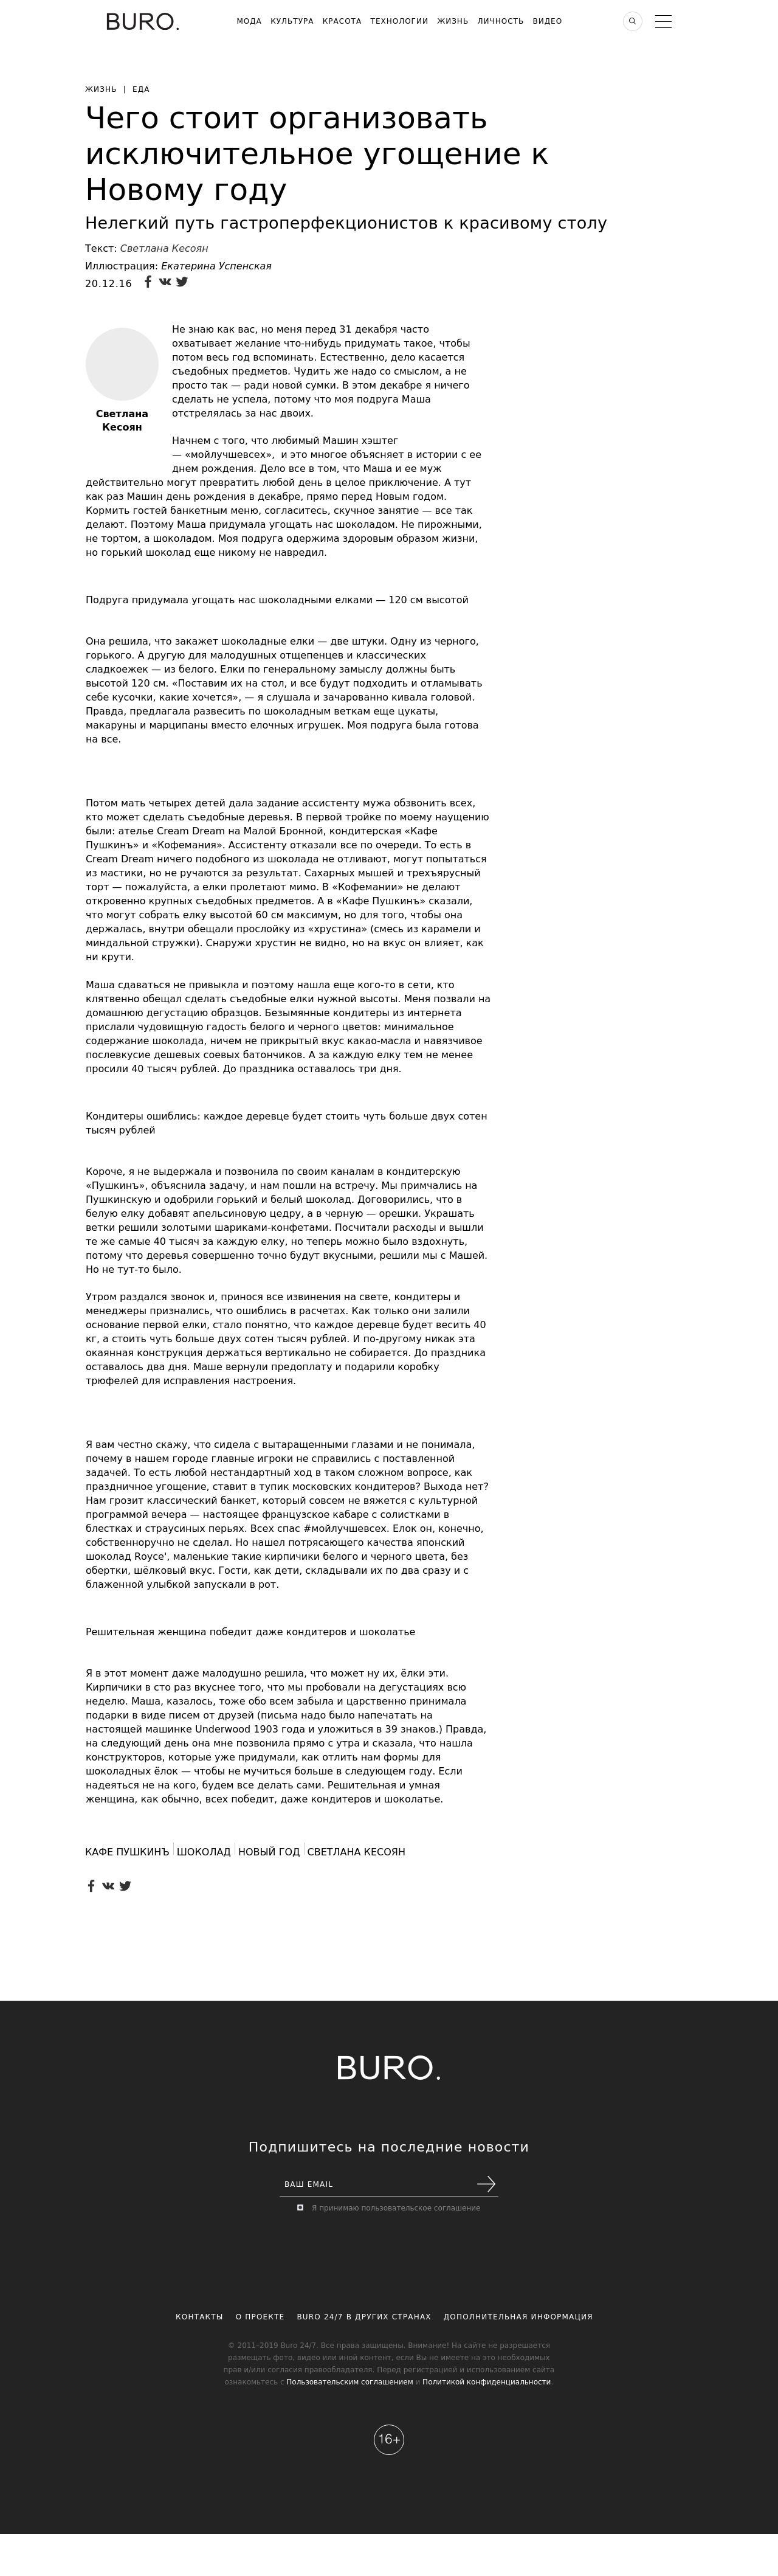 BURO.
МОДА КУЛЬТУРА КРАСОТА ТЕХНОЛОГИИ ЖИЗНЬ ЛИЧНОСТЬ ВИДЕО
ЖИЗНЬ | ЕДА
Чего стоит организовать
исключительное угощение к
Новому году
Нелегкий путь гастроперфекционистов к красивому столу
Текст: Светлана Кесоян
Иллюстрация: Екатерина Успенская
20.12.16
Светлана
Кесоян
Не знаю как вас, но меня перед 31 декабря часто
охватывает желание что-нибудь придумать такое, чтобы
потом весь год вспоминать. Естественно, дело касается
съедобных предметов. Чудить же надо со смыслом, а не
просто так — ради новой сумки. В этом декабре я ничего
сделать не успела, потому что моя подруга Маша
отстрелялась за нас двоих.
Начнем с того, что любимый Машин хэштег
— «мойлучшевсех», и это многое объясняет в истории с ее
днем рождения. Дело все в том, что Маша и ее муж
действительно могут превратить любой день в целое приключение. А тут
как раз Машин день рождения в декабре, прямо перед Новым годом.
Кормить гостей банкетным меню, согласитесь, скучное занятие — все так
делают. Поэтому Маша придумала угощать нас шоколадом. Не пирожными,
не тортом, а шоколадом. Моя подруга одержима здоровым образом жизни,
но горький шоколад еще никому не навредил.
Подруга придумала угощать нас шоколадными елками — 120 см высотой
Она решила, что закажет шоколадные елки — две штуки. Одну из черного,
горького. А другую для малодушных отщепенцев и классических
сладкоежек — из белого. Елки по генеральному замыслу должны быть
высотой 120 см. «Поставим их на стол, и все будут подходить и отламывать
себе кусочки, какие хочется», — я слушала и зачарованно кивала головой.
Правда, предлагала развесить по шоколадным веткам еще цукаты,
макаруны и марципаны вместо елочных игрушек. Моя подруга была готова
на все.
Потом мать четырех детей дала задание ассистенту мужа обзвонить всех,
кто может сделать съедобные деревья. В первой тройке по моему наущению
были: ателье Cream Dream на Малой Бронной, кондитерская «Кафе
Пушкинъ» и «Кофемания». Ассистенту отказали все по очереди. То есть в
Cream Dream ничего подобного из шоколада не отливают, могут попытаться
из мастики, но не ручаются за результат. Сахарных мышей и трехъярусный
торт — пожалуйста, а елки пролетают мимо. В «Кофемании» не делают
откровенно крупных съедобных предметов. А в «Кафе Пушкинъ» сказали,
что могут собрать елку высотой 60 см максимум, но для того, чтобы она
держалась, внутри обещали прослойку из «хрустина» (смесь из карамели и
миндальной стружки). Снаружи хрустин не видно, но на вкус он влияет, как
ни крути.
Маша сдаваться не привыкла и поэтому нашла еще кого-то в сети, кто
клятвенно обещал сделать съедобные елки нужной высоты. Меня позвали на
домашнюю дегустацию образцов. Безымянные кондитеры из интернета
прислали чудовищную гадость белого и черного цветов: минимальное
содержание шоколада, ничем не прикрытый вкус какао-масла и навязчивое
послевкусие дешевых соевых батончиков. А за каждую елку тем не менее
просили 40 тысяч рублей. До праздника оставалось три дня.
Кондитеры ошиблись: каждое деревце будет стоить чуть больше двух сотен
тысяч рублей
Короче, я не выдержала и позвонила по своим каналам в кондитерскую
«Пушкинъ», объяснила задачу, и нам пошли на встречу. Мы примчались на
Пушкинскую и одобрили горький и белый шоколад. Договорились, что в
белую елку добавят апельсиновую цедру, а в черную — орешки. Украшать
ветки решили золотыми шариками-конфетами. Посчитали расходы и вышли
те же самые 40 тысяч за каждую елку, но теперь можно было вздохнуть,
потому что деревья совершенно точно будут вкусными, решили мы с Машей.
Но не тут-то было.
Утром раздался звонок и, принося все извинения на свете, кондитеры и
менеджеры признались, что ошиблись в расчетах. Как только они залили
основание первой елки, стало понятно, что каждое деревце будет весить 40
кг, а стоить чуть больше двух сотен тысяч рублей. И по-другому никак эта
окаянная конструкция держаться вертикально не собирается. До праздника
оставалось два дня. Маше вернули предоплату и подарили коробку
трюфелей для исправления настроения.
Я вам честно скажу, что сидела с вытаращенными глазами и не понимала,
почему в нашем городе главные игроки не справились с поставленной
задачей. То есть любой нестандартный ход в таком сложном вопросе, как
праздничное угощение, ставит в тупик московских кондитеров? Выхода нет?
Нам грозит классический банкет, который совсем не вяжется с культурной
программой вечера — настоящее французское кабаре с солистками в
блестках и страусиных перьях. Всех спас #мойлучшевсех. Елок он, конечно,
собственноручно не сделал. Но нашел потрясающего качества японский
шоколад Royce', маленькие такие кирпичики белого и черного цвета, без
обертки, шёлковый вкус. Гости, как дети, складывали их по два сразу и с
блаженной улыбкой запускали в рот.
Решительная женщина победит даже кондитеров и шоколатье
Я в этот момент даже малодушно решила, что может ну их, ёлки эти.
Кирпичики в сто раз вкуснее того, что мы пробовали на дегустациях всю
неделю. Маша, казалось, тоже обо всем забыла и царственно принимала
подарки в виде писем от друзей (письма надо было напечатать на
настоящей машинке Underwood 1903 года и уложиться в 39 знаков.) Правда,
на следующий день она мне позвонила прямо с утра и сказала, что нашла
конструкторов, которые уже придумали, как отлить нам формы для
шоколадных ёлок — чтобы не мучиться больше в следующем году. Если
надеяться не на кого, будем все делать сами. Решительная и умная
женщина, как обычно, всех победит, даже кондитеров и шоколатье.
КАФЕ ПУШКИНЪ ШОКОЛАД НОВЫЙ ГОД СВЕТЛАНА КЕСОЯН
BURO.
Подпишитесь на последние новости
ВАШ EMAIL
Я принимаю пользовательское соглашение
КОНТАКТЫ О ПРОЕКТЕ BURO 24/7 В ДРУГИХ СТРАНАХ ДОПОЛНИТЕЛЬНАЯ ИНФОРМАЦИЯ
© 2011–2019 Buro 24/7. Все права защищены. Внимание! На сайте не разрешается
размещать фото, видео или иной контент, если Вы не имеете на это необходимых
прав и/или согласия правообладателя. Перед регистрацией и использованием сайта
ознакомьтесь с Пользовательским соглашением и Политикой конфиденциальности.
16+